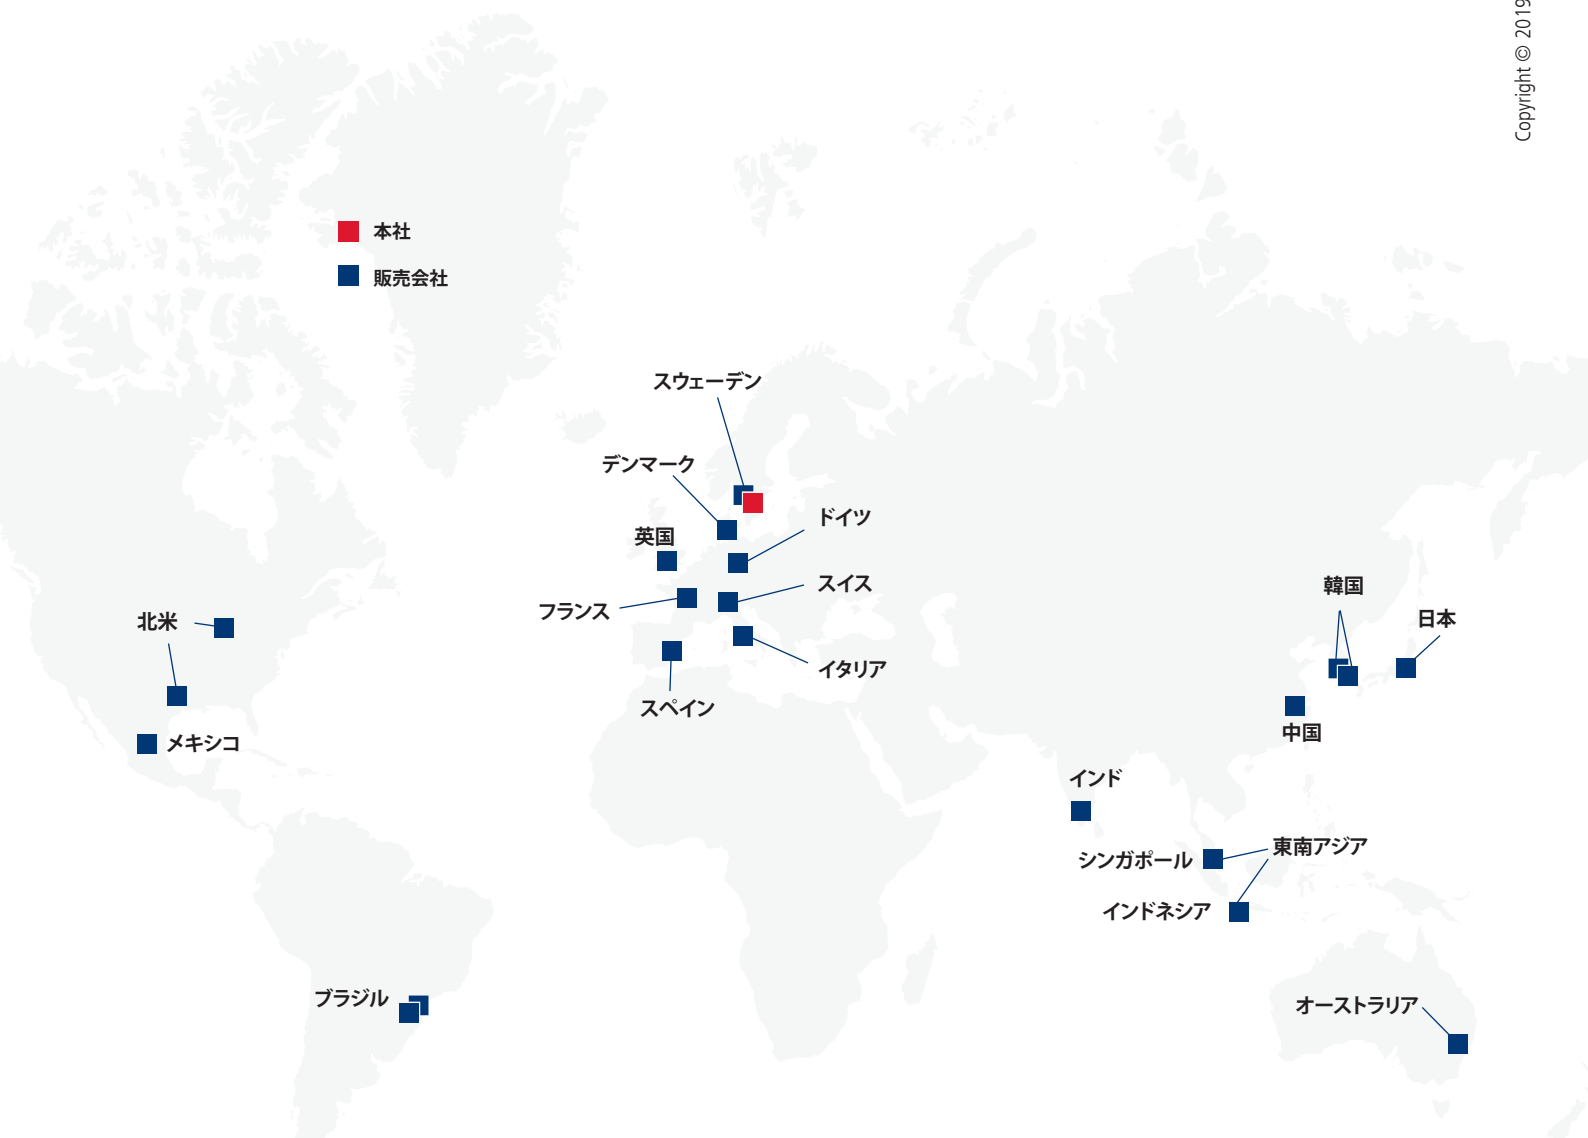 Copyright © 2019
本社
販売会社
スウェーデン
デンマーク
ドイツ
英国
スイス
フランス
イタリア
スペイン
北米
メキシコ
ブラジル
韓国
日本
中国
インド
シンガポール
東南アジア
インドネシア
オーストラリア